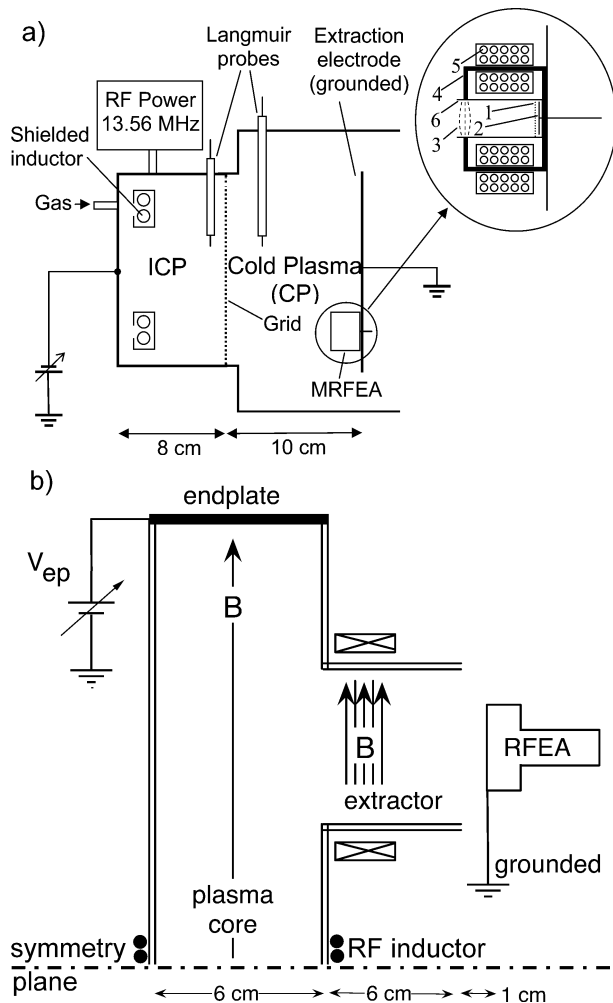 a)
Langmuir
probes
Extraction
electrode
(grounded)
RF Power
13.56 MHz
Shielded
inductor
Gas
ICP
Cold Plasma
(CP)
Grid
MRFEA
8 cm
10 cm
5
4
6
3
1
2
b)
endplate
Vep
B
B
extractor
RFEA
grounded
plasma
core
symmetry
plane
RF inductor
6 cm
6 cm
1 cm